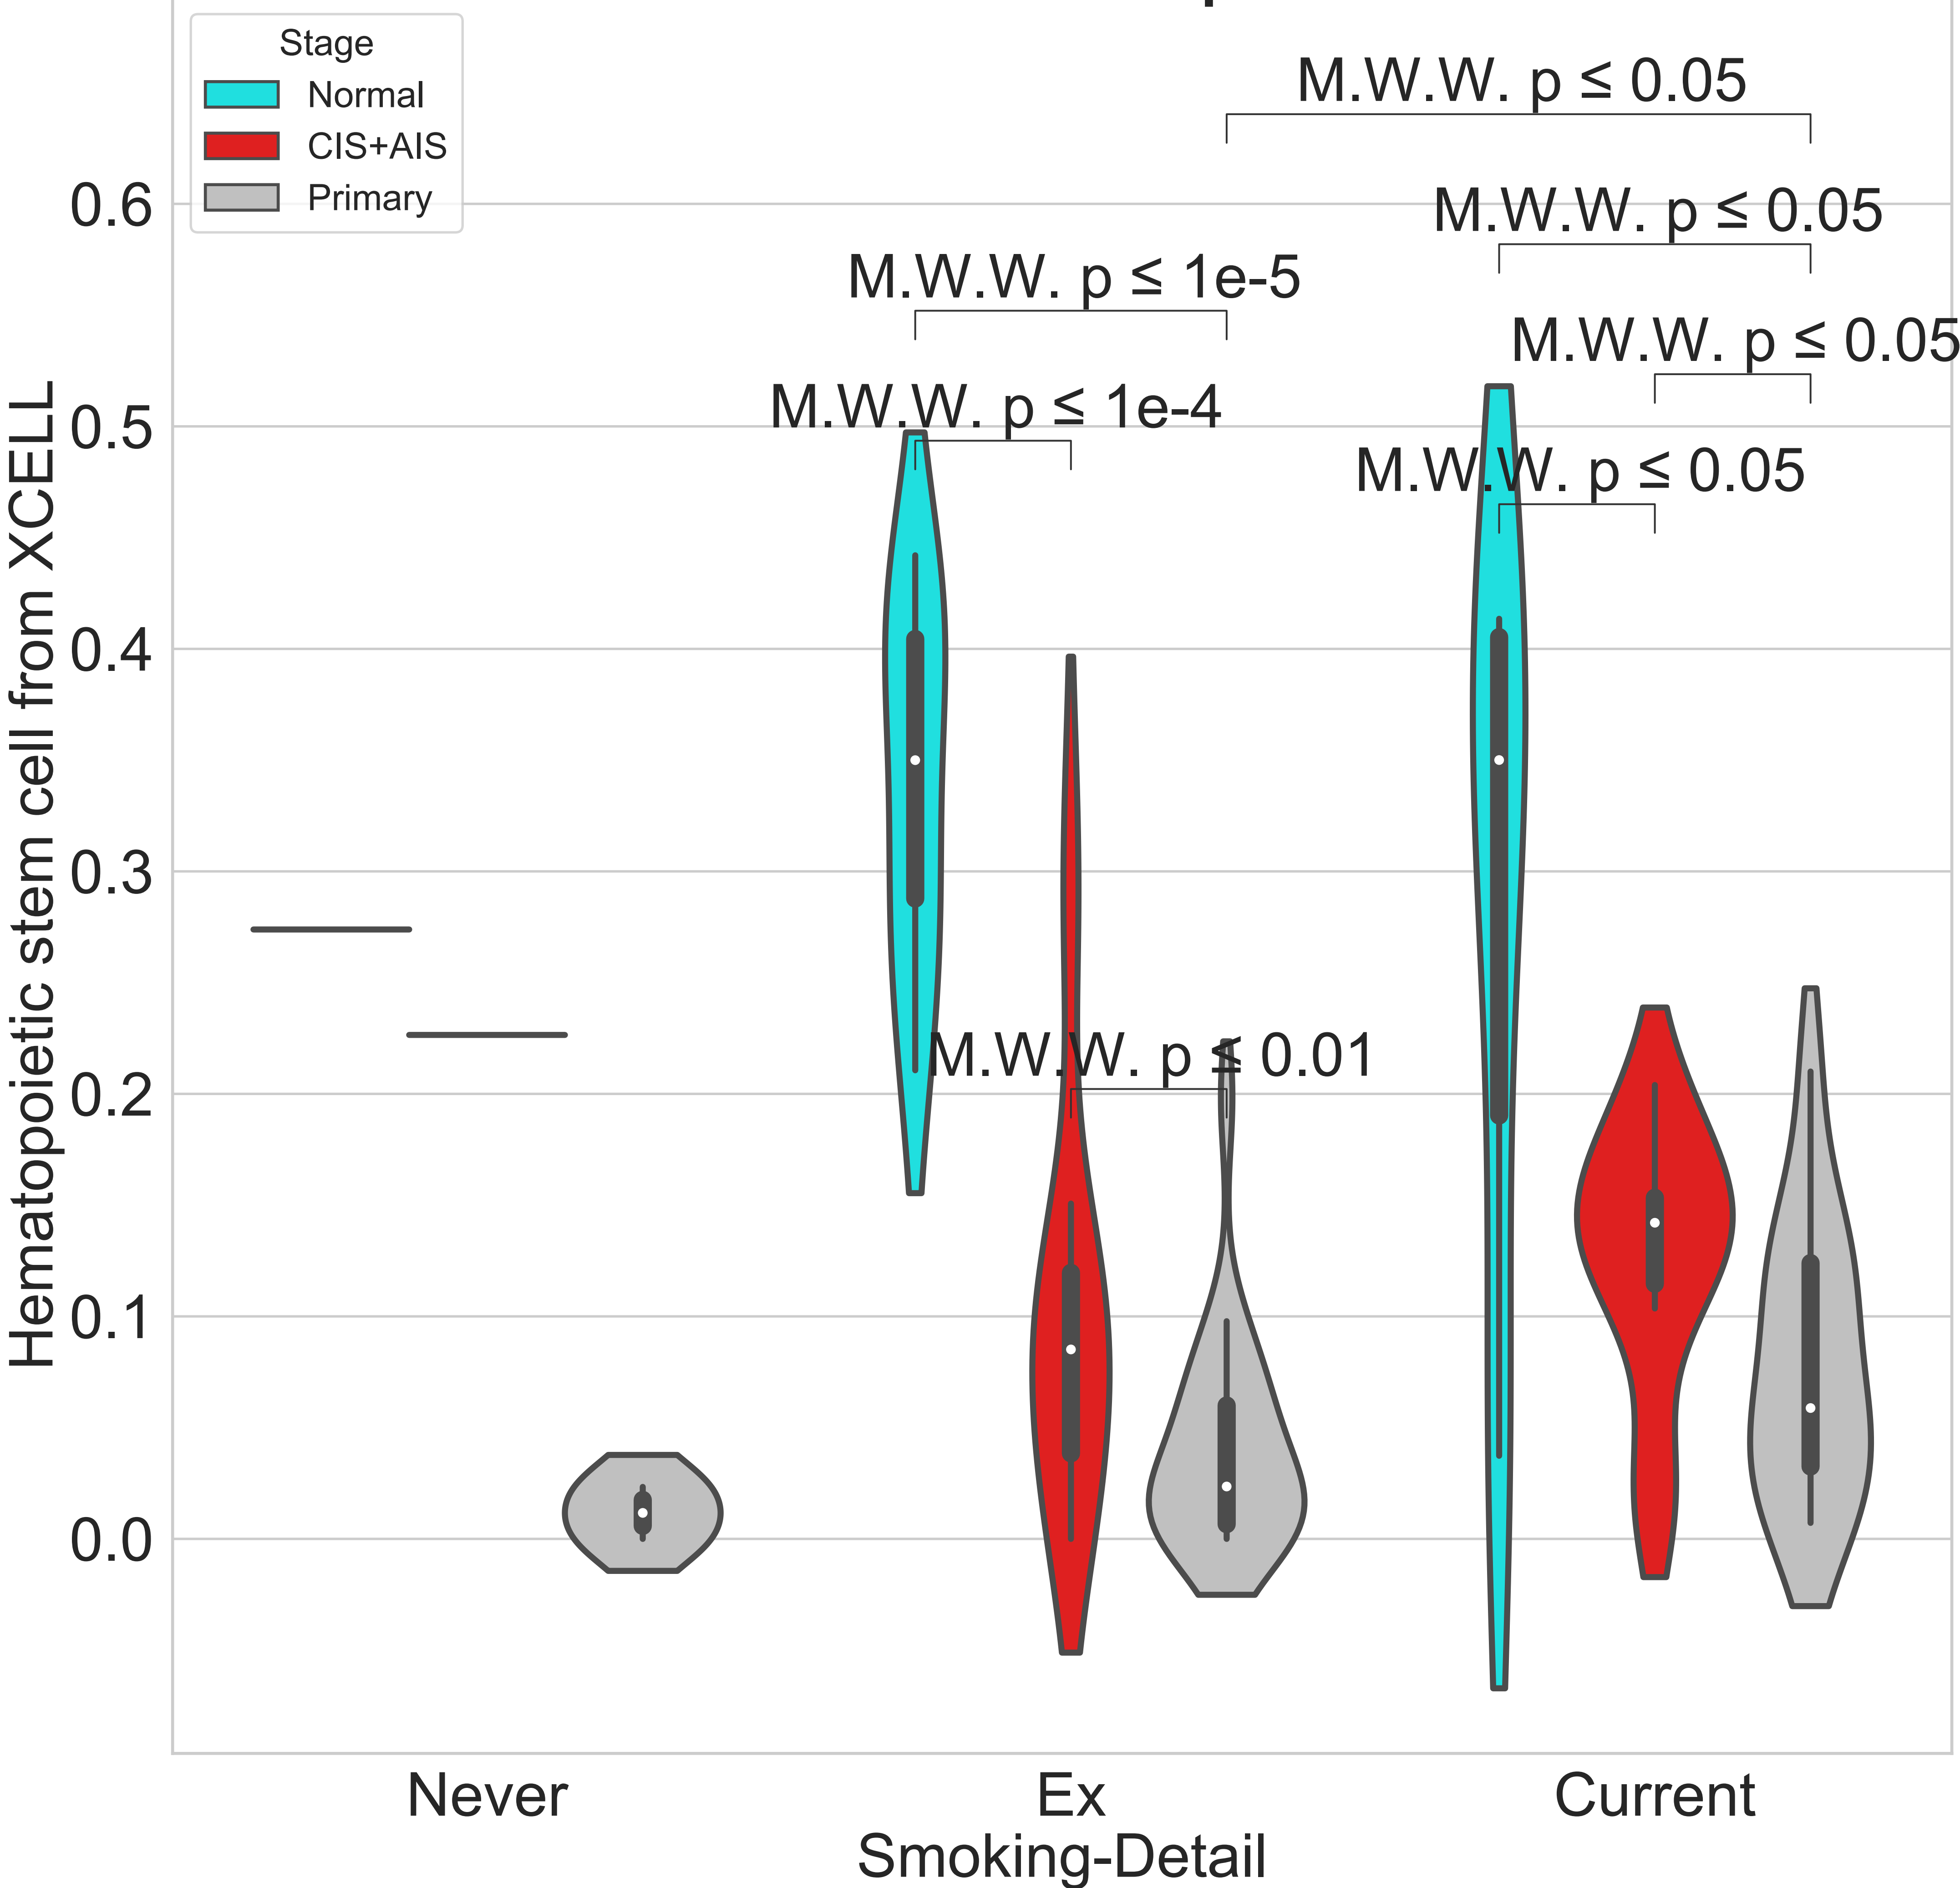 Stage
Normal
CIS+AIS
Primary
M.W.W. p ≤ 0.05
M.W.W. p ≤ 0.05
M.W.W. p ≤ 1e-5
M.W.W. p ≤ 0.05
M.W.W. p ≤ 1e-4
M.W.W. p ≤ 0.05
M.W.W. p ≤ 0.01
Hematopoietic stem cell from XCELL
0.6
0.5
0.4
0.3
0.2
0.1
0.0
Never
Ex
Current
Smoking-Detail